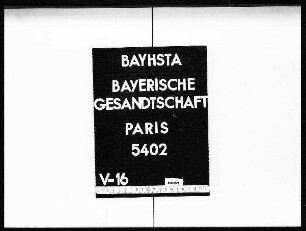 BAYHSTA
BAYERISCHE
GESANDTSCHAFT
PARIS
5402
V-16